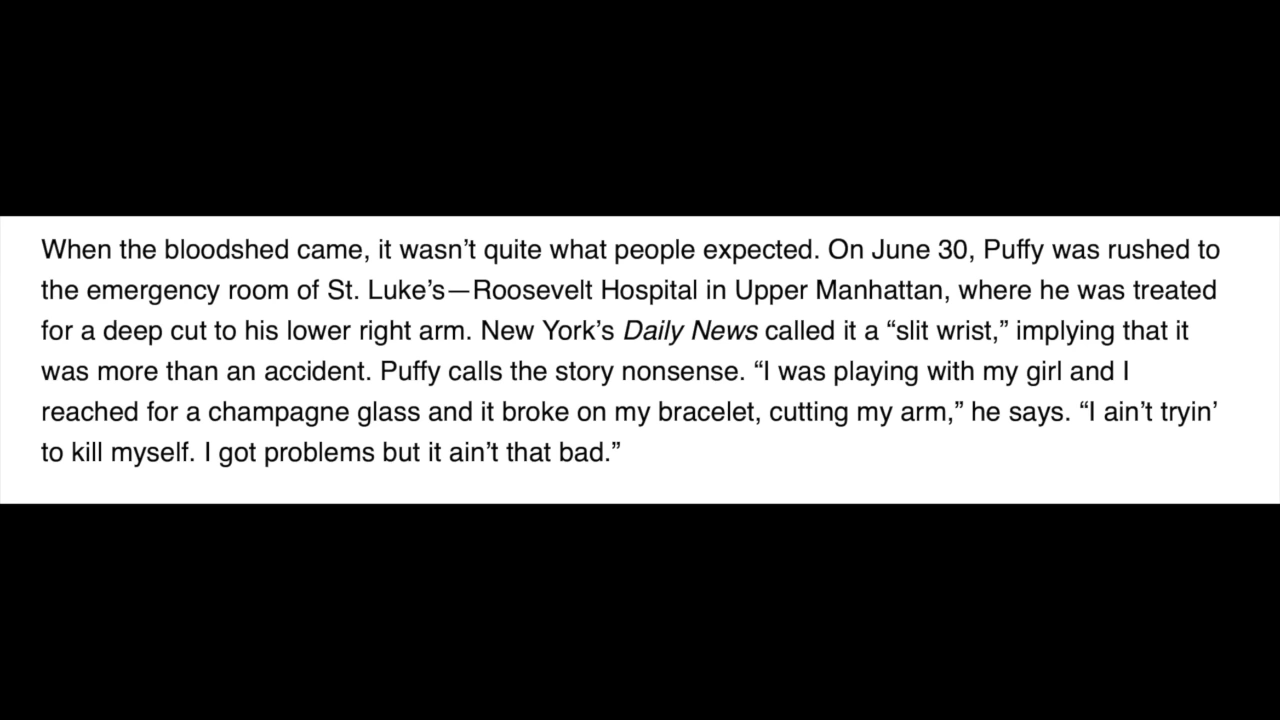 When the bloodshed came, it wasn’t quite what people expected. On June 30, Puffy was rushed to
the emergency room of St. Luke’s—Roosevelt Hospital in Upper Manhattan, where he was treated
for a deep cut to his lower right arm. New York’s Daily News called it a “slit wrist,” implying that it
was more than an accident. Puffy calls the story nonsense. “I was playing with my girl and I
reached for a champagne glass and it broke on my bracelet, cutting my arm,” he says. “I ain’t tryin’
to kill myself. I got problems but it ain’t that bad.”